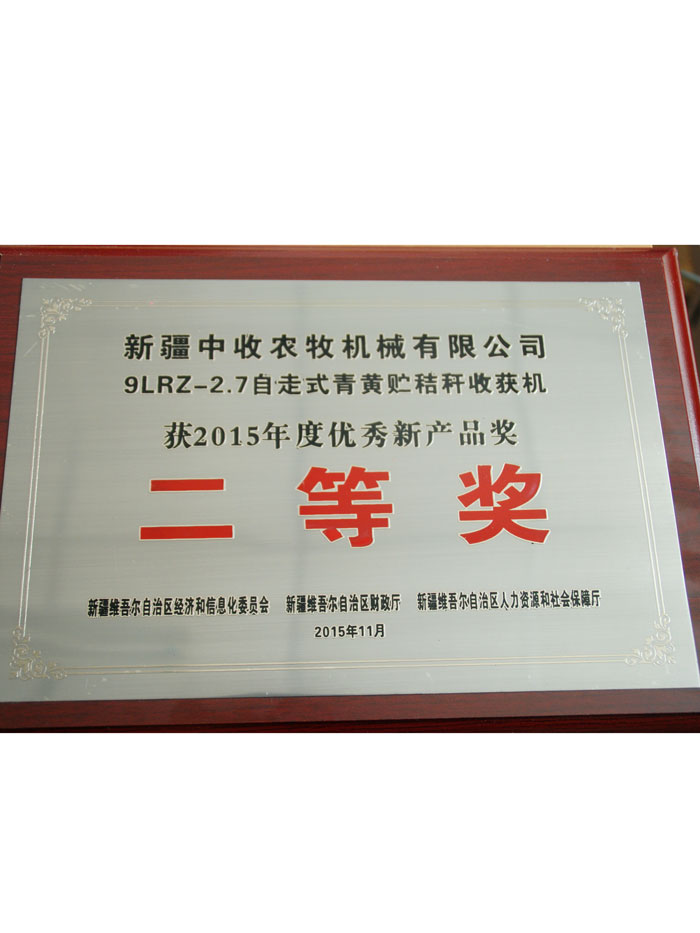 新疆中收农牧机械有限公司
9LRZ-2.7自走式青黄贮秸秆收获机
获2015年度优秀新产品奖
二等奖
新疆维吾尔自治区经济和信息化委员会 新疆维吾尔自治区财政厅 新疆维吾尔自治区人力资源和社会保障厅
2015年11月